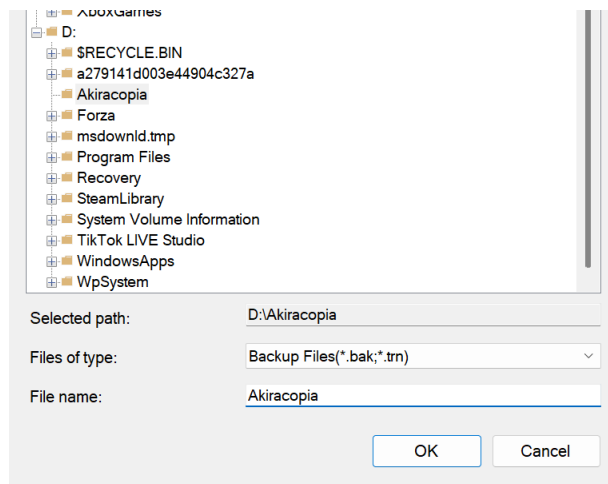 XboxGames
D:
$RECYCLE.BIN
a279141d003e44904c327a
Akiracopia
Forza
msdownld.tmp
Program Files
Recovery
SteamLibrary
System Volume Information
TikTok LIVE Studio
WindowsApps
WpSystem
Selected path: D:\Akiracopia
Files of type: Backup Files(*.bak;*.trn)
File name: Akiracopia
OK Cancel